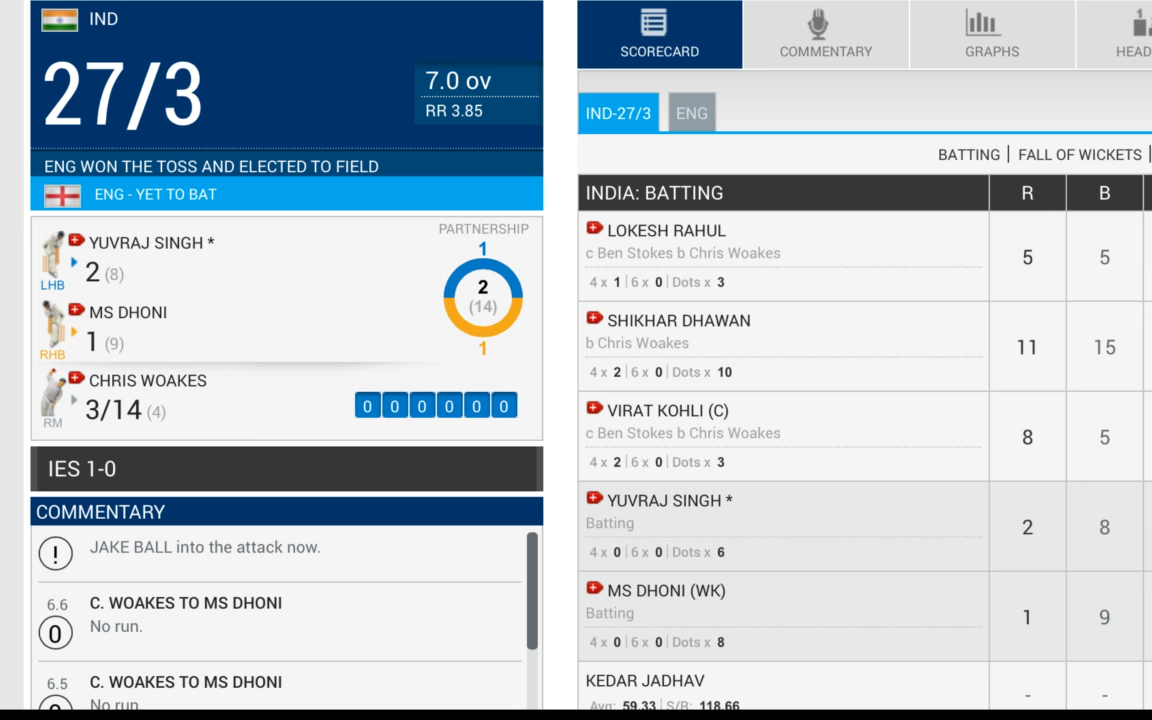 IND
27/3
7.0 ov
RR 3.85
ENG WON THE TOSS AND ELECTED TO FIELD
ENG - YET TO BAT
PARTNERSHIP
YUVRAJ SINGH *
2 (8)
LHB
MS DHONI
1 (9)
RHB
1
2
(14)
1
CHRIS WOAKES
3/14 (4)
RM
0 0 0 0 0 0
IES 1-0
COMMENTARY
! JAKE BALL into the attack now.
6.6 C. WOAKES TO MS DHONI
0 No run.
6.5 C. WOAKES TO MS DHONI
No run
SCORECARD COMMENTARY GRAPHS HEAD
IND-27/3 ENG
BATTING | FALL OF WICKETS |
INDIA: BATTING R B
LOKESH RAHUL
c Ben Stokes b Chris Woakes
4 x 1 | 6 x 0 | Dots x 3
5 5
SHIKHAR DHAWAN
b Chris Woakes
4 x 2 | 6 x 0 | Dots x 10
11 15
VIRAT KOHLI (C)
c Ben Stokes b Chris Woakes
4 x 2 | 6 x 0 | Dots x 3
8 5
YUVRAJ SINGH *
Batting
4 x 0 | 6 x 0 | Dots x 6
2 8
MS DHONI (WK)
Batting
4 x 0 | 6 x 0 | Dots x 8
1 9
KEDAR JADHAV
Avg: 59.33 | S/R: 118.66
- -